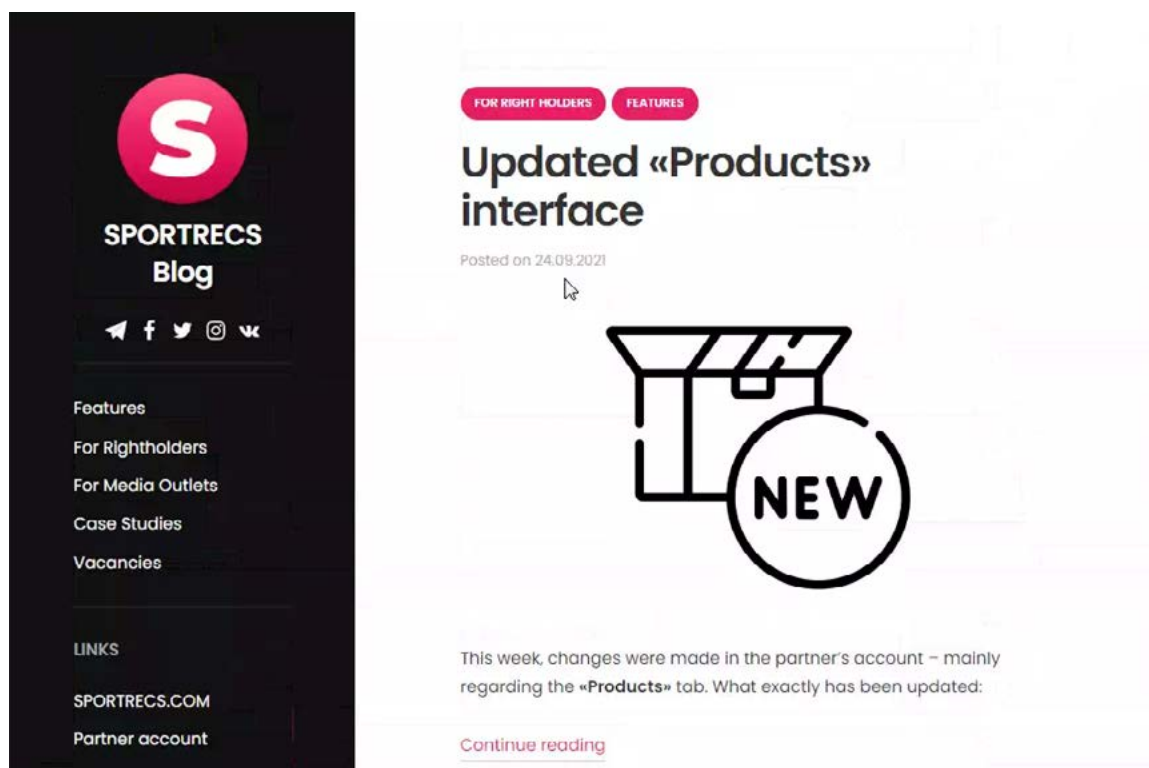 S
SPORTRECS
Blog
Features
For Rightholders
For Media Outlets
Case Studies
Vacancies
LINKS
SPORTRECS.COM
Partner account
FOR RIGHT HOLDERS FEATURES
Updated «Products»
interface
Posted on 24.09.2021
NEW
This week, changes were made in the partner's account – mainly
regarding the «Products» tab. What exactly has been updated:
Continue reading